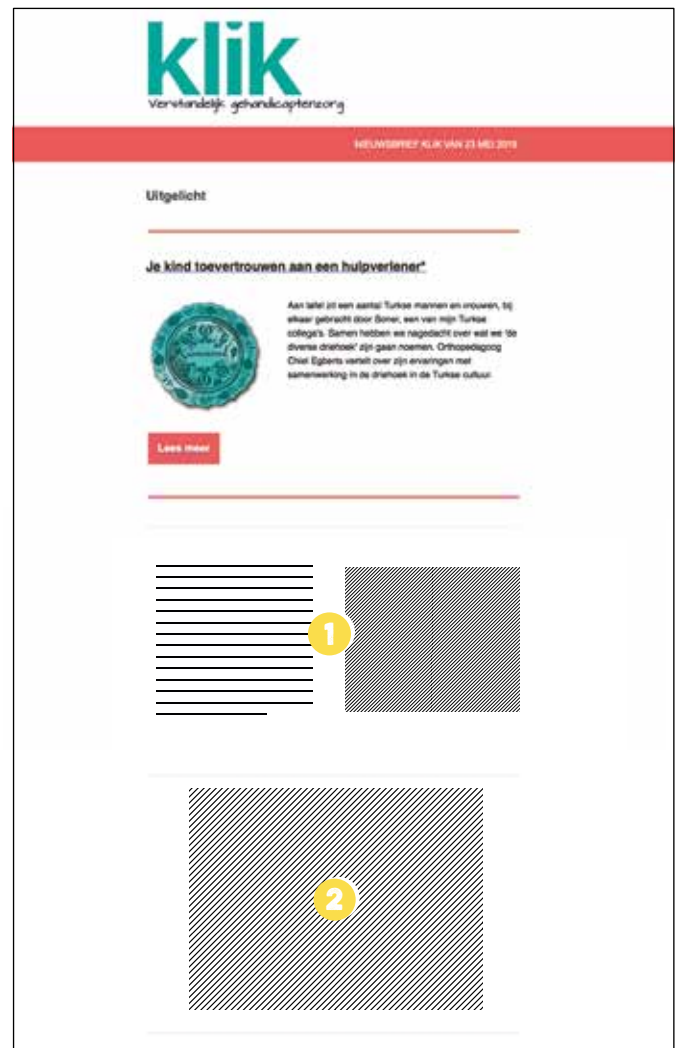 klik
Verstandelijk gehandicaptenzorg
NIEUWSBRIEF KLIK VAN 23 MEI 2019
Uitgelicht
Je kind toevertrouwen aan een hulpverlener"
Aan tafel zit een aantal Turkse mannen en vrouwen, bij
elkaar gebracht door Soner, een van mijn Turkse
collega's. Samen hebben we nagedacht over wat we 'de
diverse driehoek' zijn gaan noemen. Orthopedagoog
Chiel Egberts vertelt over zijn ervaringen met
samenwerking in de driehoek in de Turkse cultuur.
Lees meer
1
2